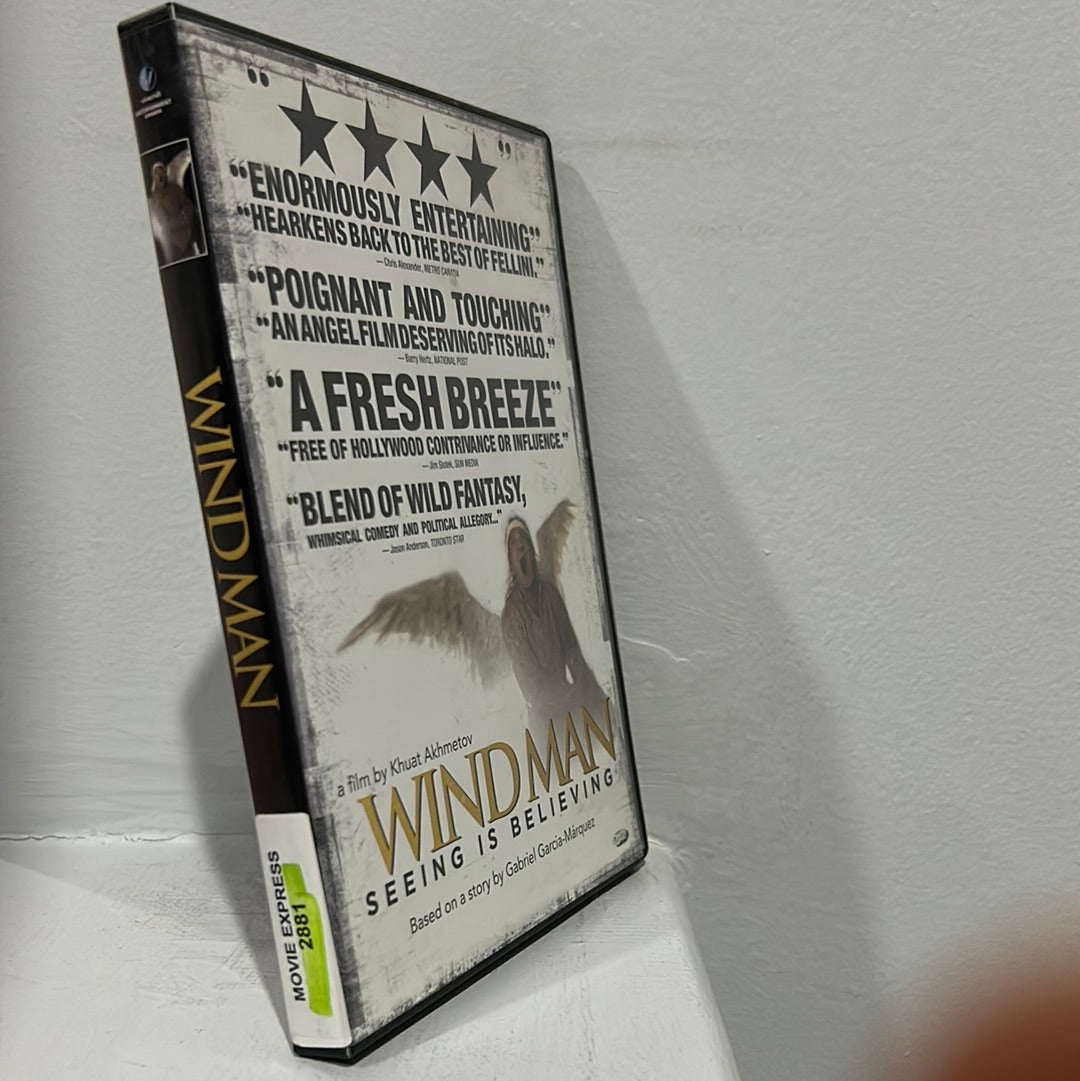 “ ”
“ENORMOUSLY ENTERTAINING”
“HEARKENS BACK TO THE BEST OF FELLINI.”
— Chris Alexander, METRO CANADA
“POIGNANT AND TOUCHING”
“AN ANGEL FILM DESERVING OF ITS HALO.”
— Barry Hertz, NATIONAL POST
“A FRESH BREEZE”
“FREE OF HOLLYWOOD CONTRIVANCE OR INFLUENCE.”
— Jim Slotek, SUN MEDIA
“BLEND OF WILD FANTASY,
WHIMSICAL COMEDY AND POLITICAL ALLEGORY...”
— Jason Anderson, TORONTO STAR
a film by Khuat Akhmetov
WIND MAN
SEEING IS BELIEVING
Based on a story by Gabriel Garcia-Márquez
WIND MAN
MOVIE EXPRESS
2881